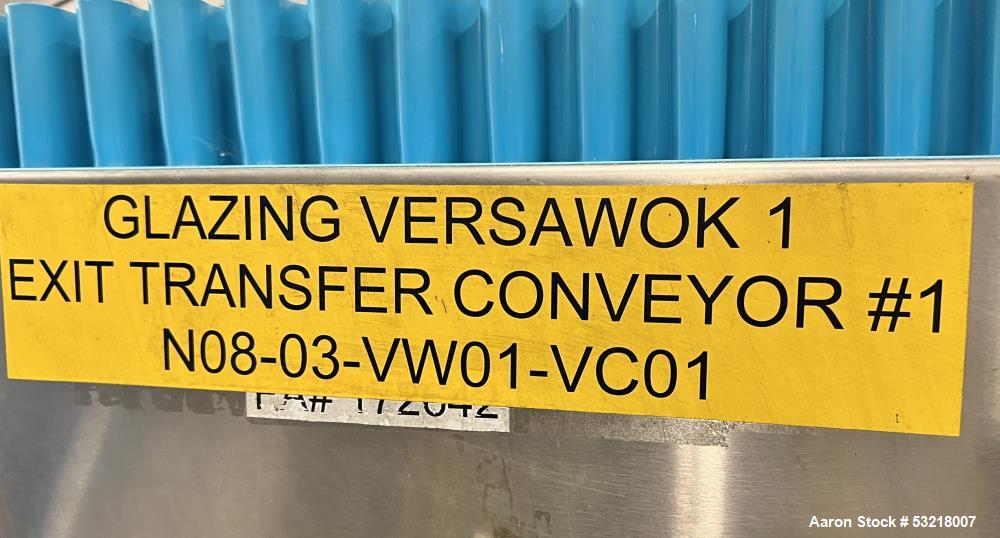 GLAZING VERSAWOK 1
EXIT TRANSFER CONVEYOR #1
N08-03-VW01-VC01
Aaron Stock # 53218007